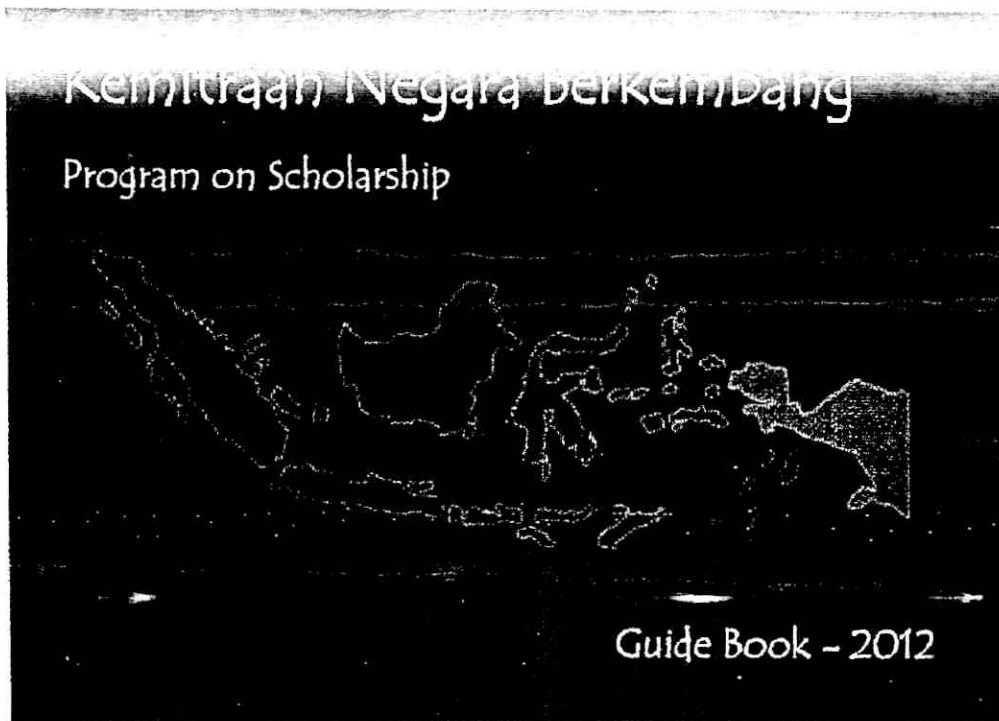 Kemitraan Negara Berkembang
Program on Scholarship
Guide Book – 2012